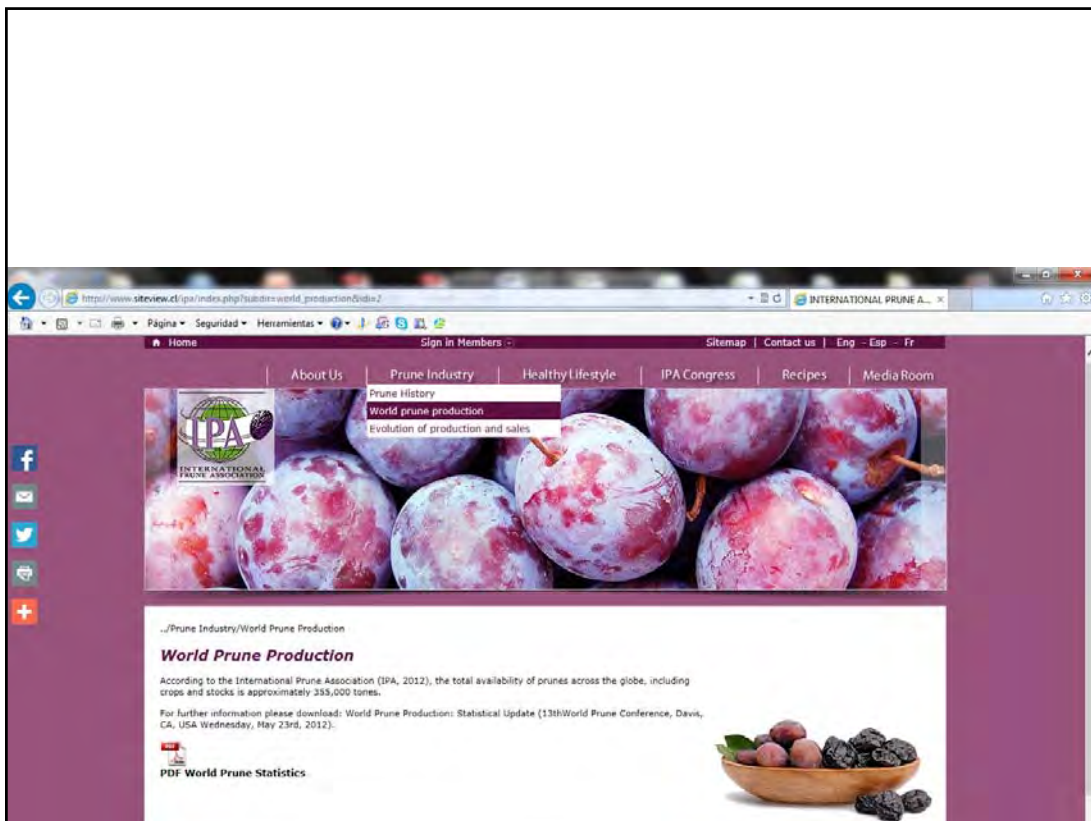 http://www.siteview.cl/ipa/index.php?subdir=world_production&idi=2
INTERNATIONAL PRUNE A...
Página Seguridad Herramientas
Home Sign in Members Sitemap | Contact us | Eng - Esp - Fr
About Us | Prune Industry | Healthy Lifestyle | IPA Congress | Recipes | Media Room
Prune History
World prune production
Evolution of production and sales
IPA
INTERNATIONAL
PRUNE ASSOCIATION
../Prune Industry/World Prune Production
World Prune Production
According to the International Prune Association (IPA, 2012), the total availability of prunes across the globe, including
crops and stocks is approximately 355,000 tones.
For further information please download: World Prune Production: Statistical Update (13thWorld Prune Conference, Davis,
CA, USA Wednesday, May 23rd, 2012).
PDF World Prune Statistics